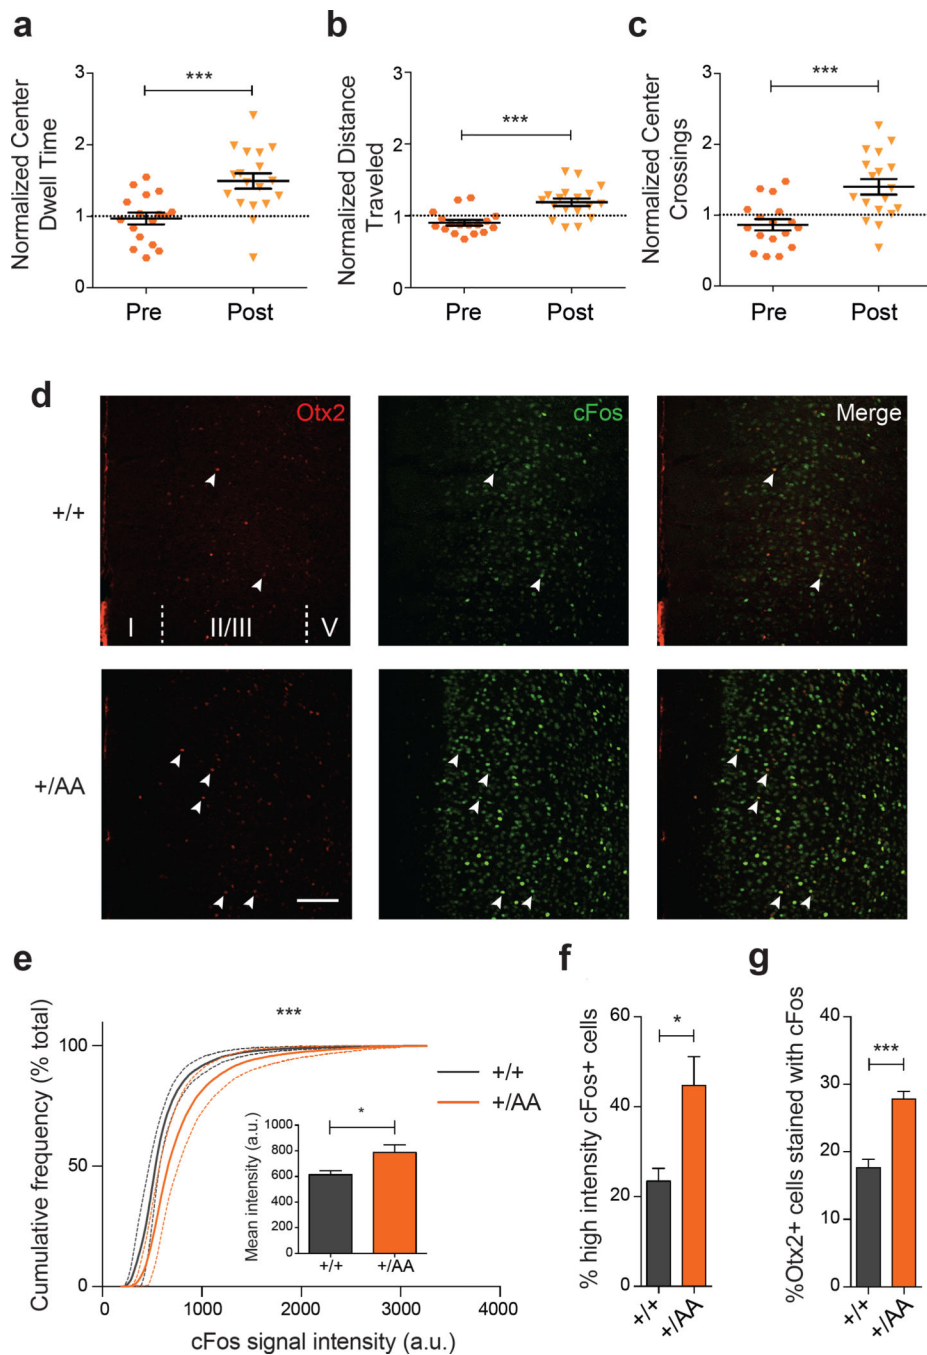 a
Normalized Center
Dwell Time
3
2
1
0
***
Pre
Post
b
Normalized Distance
Traveled
3
2
1
0
***
Pre
Post
c
Normalized Center
Crossings
3
2
1
0
***
Pre
Post
d
Otx2
cFos
Merge
+/+
I
II/III
V
+/AA
e
Cumulative frequency (% total)
100
50
0
***
+/+
+/AA
Mean intensity (a.u.)
1000
800
600
400
200
0
*
+/+
+/AA
0
1000
2000
3000
4000
cFos signal intensity (a.u.)
f
% high intensity cFos+ cells
60
40
20
0
*
+/+
+/AA
g
%Otx2+ cells stained with cFos
40
30
20
10
0
***
+/+
+/AA